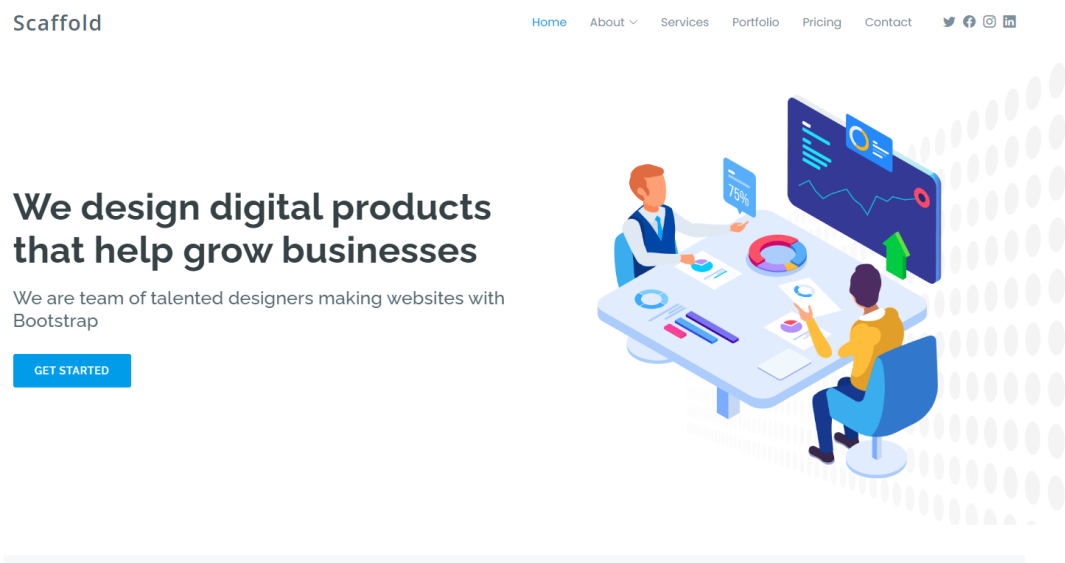 Scaffold
Home About Services Portfolio Pricing Contact
75%
We design digital products
that help grow businesses
We are team of talented designers making websites with
Bootstrap
GET STARTED